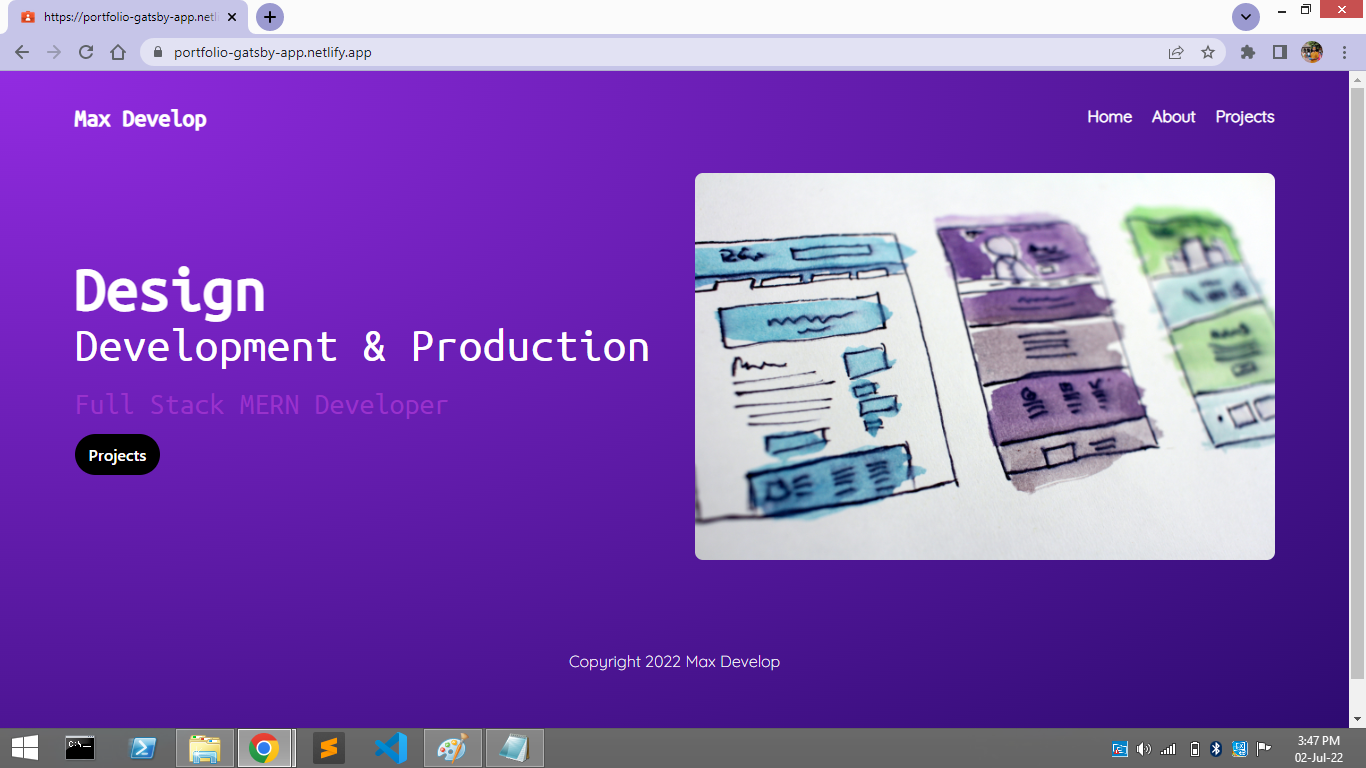 https://portfolio-gatsby-app.netl
portfolio-gatsby-app.netlify.app
Max Develop
Home About Projects
Design
Development & Production
Full Stack MERN Developer
Projects
Copyright 2022 Max Develop
3:47 PM
02-Jul-22